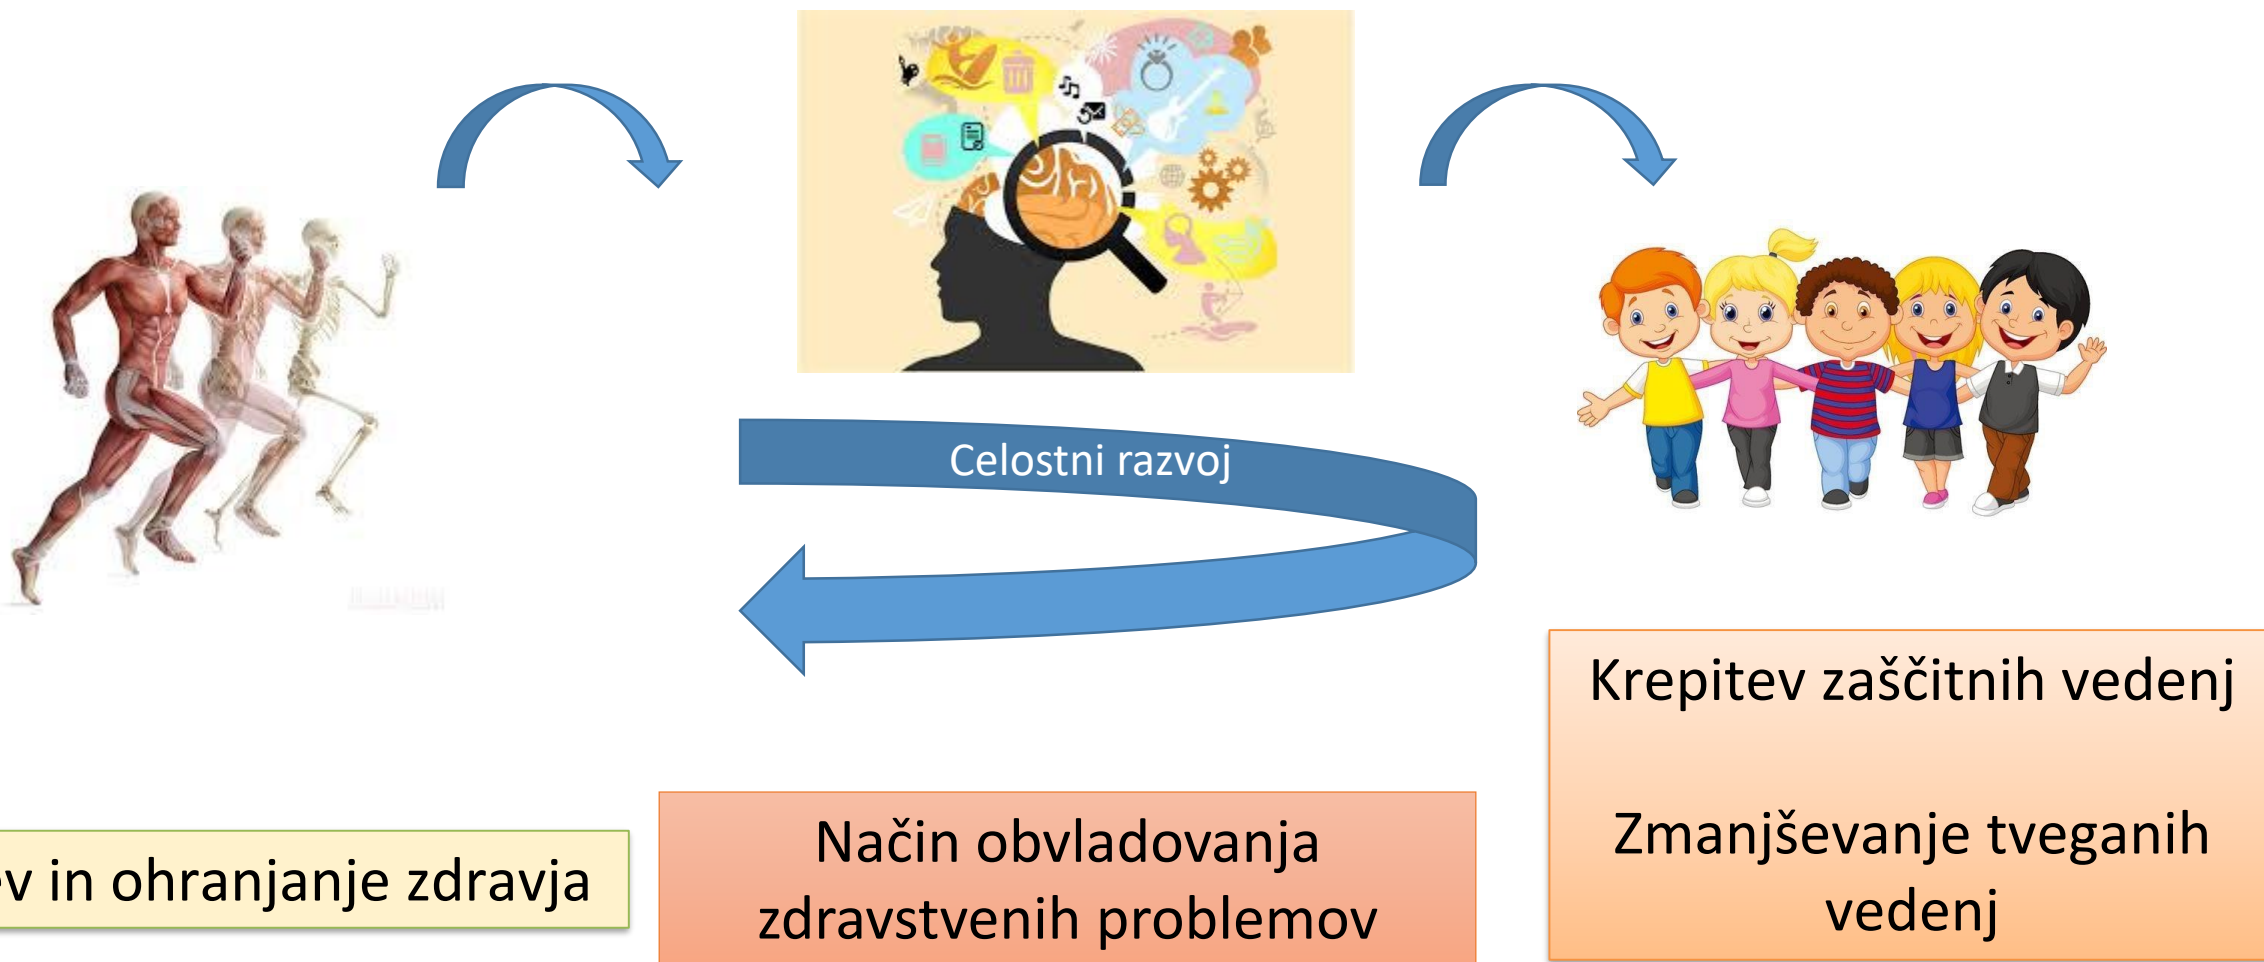 Celostni razvoj
Krepitev zaščitnih vedenj
Zmanjševanje tveganih
vedenj
Način obvladovanja
zdravstvenih problemov
in ohranjanje zdravja